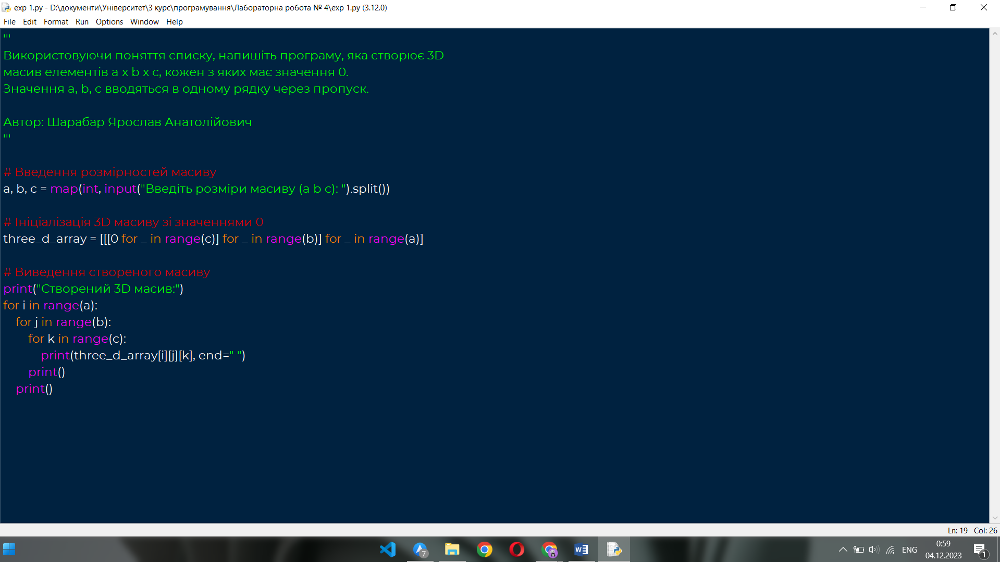 exp 1.py - D:\документи\Університет\3 курс\програмування\Лабораторна робота № 4\exp 1.py (3.12.0)
File Edit Format Run Options Window Help
'''
Використовуючи поняття списку, напишіть програму, яка створює 3D
масив елементів a x b x c, кожен з яких має значення 0.
Значення a, b, c вводяться в одному рядку через пропуск.

Автор: Шарабар Ярослав Анатолійович
'''

# Введення розмірностей масиву
a, b, c = map(int, input("Введіть розміри масиву (a b c): ").split())

# Ініціалізація 3D масиву зі значеннями 0
three_d_array = [[[0 for _ in range(c)] for _ in range(b)] for _ in range(a)]

# Виведення створеного масиву
print("Створений 3D масив:")
for i in range(a):
    for j in range(b):
        for k in range(c):
            print(three_d_array[i][j][k], end=" ")
        print()
    print()
Ln: 19 Col: 26
7
ENG
0:59
04.12.2023
1